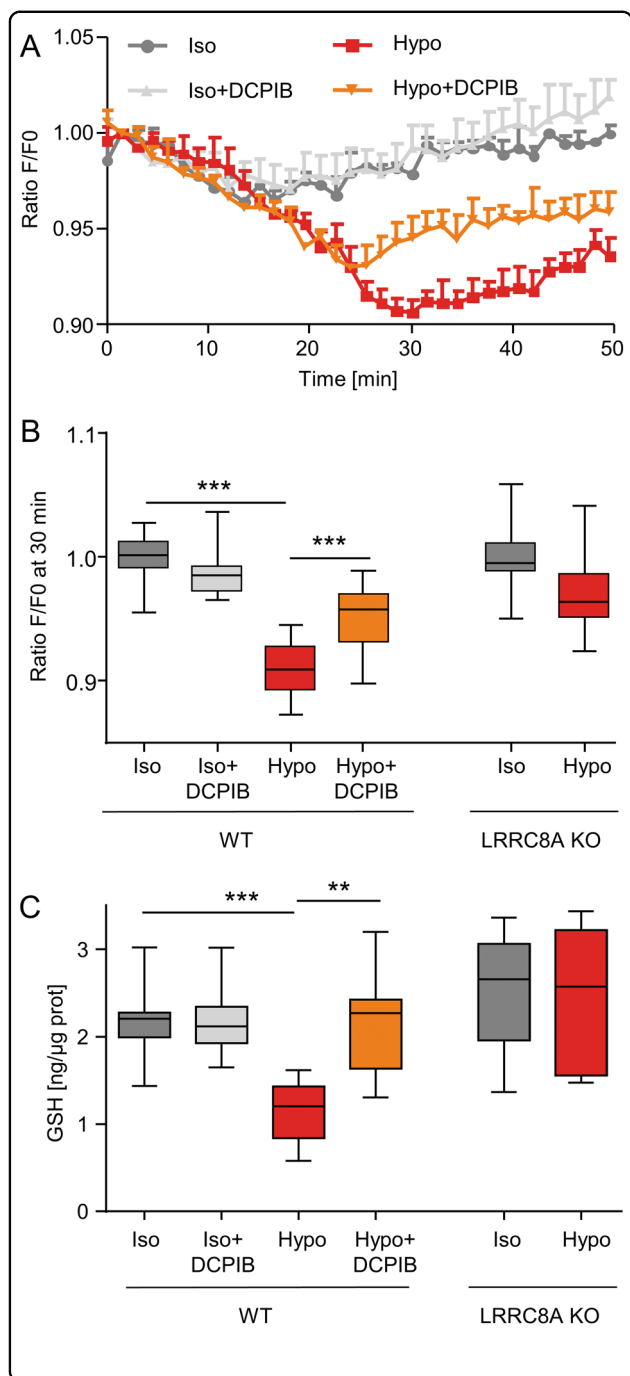 A
1.05
Iso
Hypo
Iso+DCPIB
Hypo+DCPIB
1.00
0.95
0.90
Ratio F/F0
0 10 20 30 40 50
Time [min]
B
1.1
1.0
0.9
Ratio F/F0 at 30 min
***
***
Iso Iso+ Hypo Hypo+ Iso Hypo
DCPIB DCPIB
WT LRRC8A KO
C
3
2
1
0
GSH [ng/µg prot]
*** **
Iso Iso+ Hypo Hypo+ Iso Hypo
DCPIB DCPIB
WT LRRC8A KO